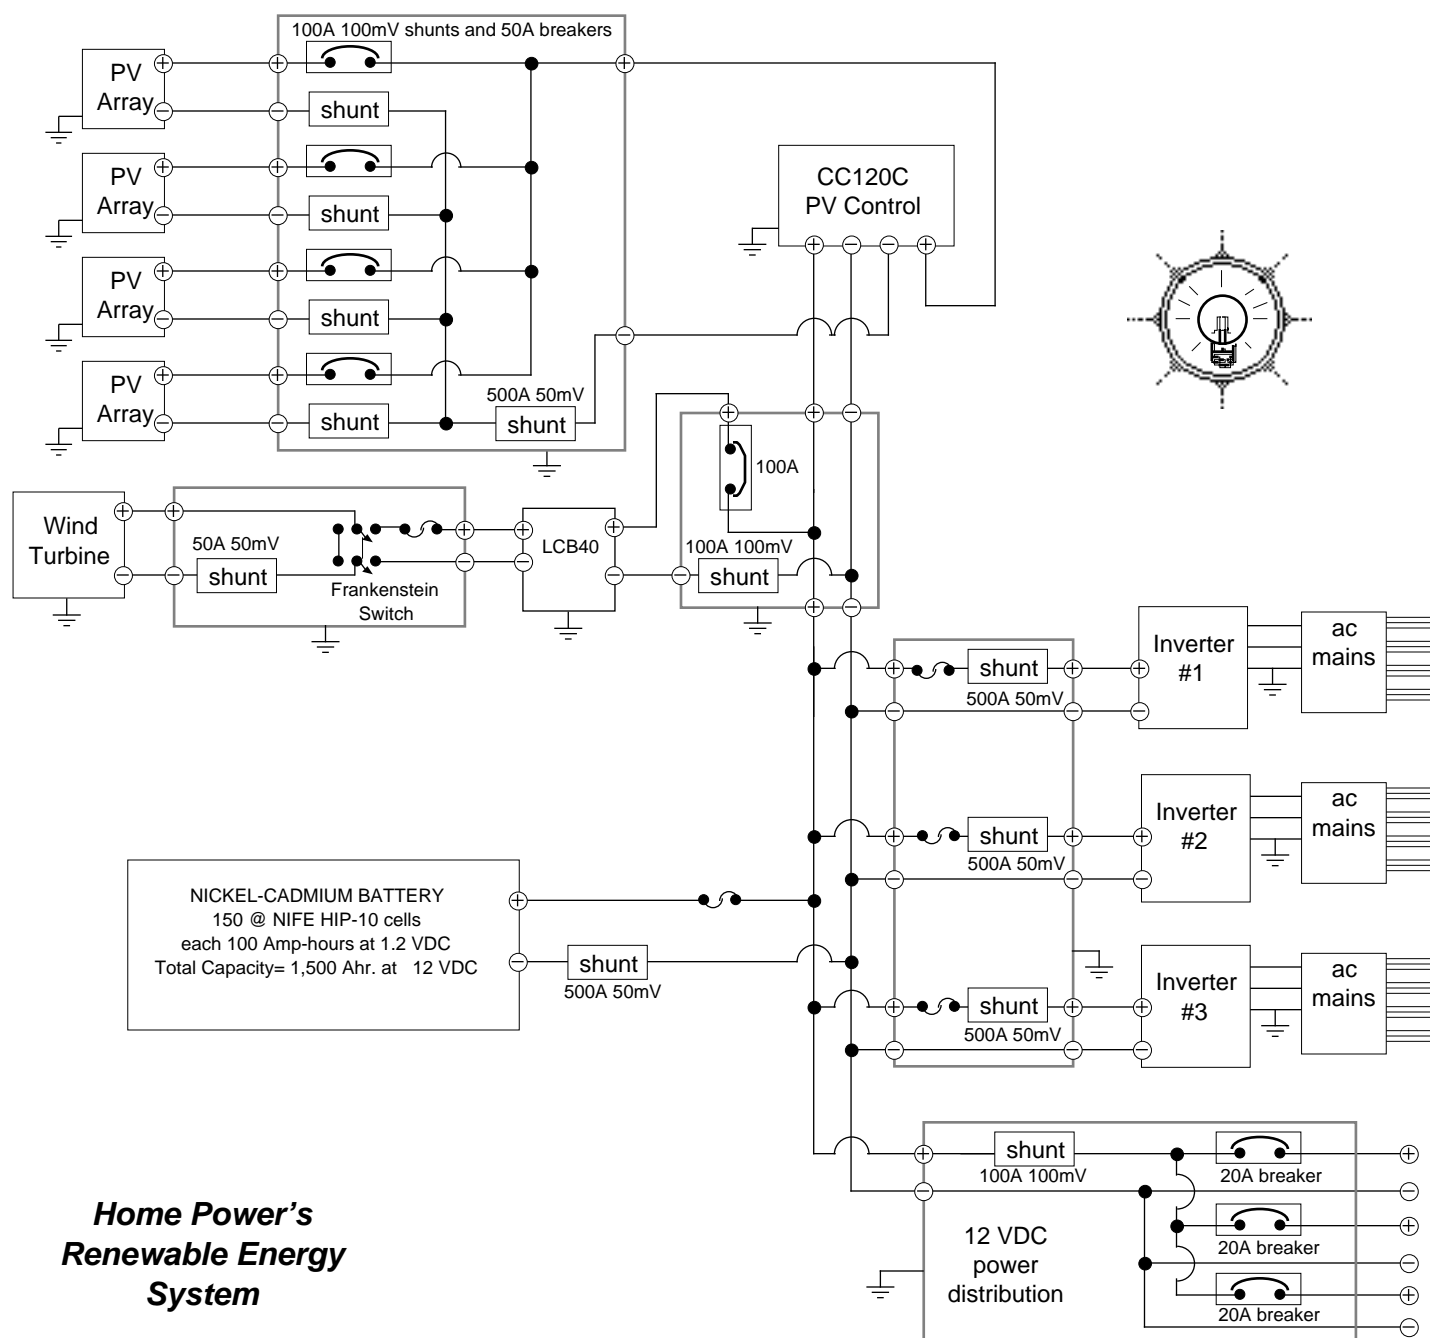 100A 100mV shunts and 50A breakers
PV
Array
shunt
PV
Array
shunt
PV
Array
shunt
PV
Array
shunt
500A 50mV
shunt
CC120C
PV Control
100A
100A 100mV
shunt
Wind
Turbine
50A 50mV
shunt
Frankenstein
Switch
LCB40
shunt
500A 50mV
Inverter
#1
ac
mains
shunt
500A 50mV
Inverter
#2
ac
mains
NICKEL-CADMIUM BATTERY
150 @ NIFE HIP-10 cells
each 100 Amp-hours at 1.2 VDC
Total Capacity= 1,500 Ahr. at 12 VDC
shunt
500A 50mV
shunt
500A 50mV
Inverter
#3
ac
mains
shunt
100A 100mV
20A breaker
20A breaker
20A breaker
12 VDC
power
distribution
Home Power’s
Renewable Energy
System